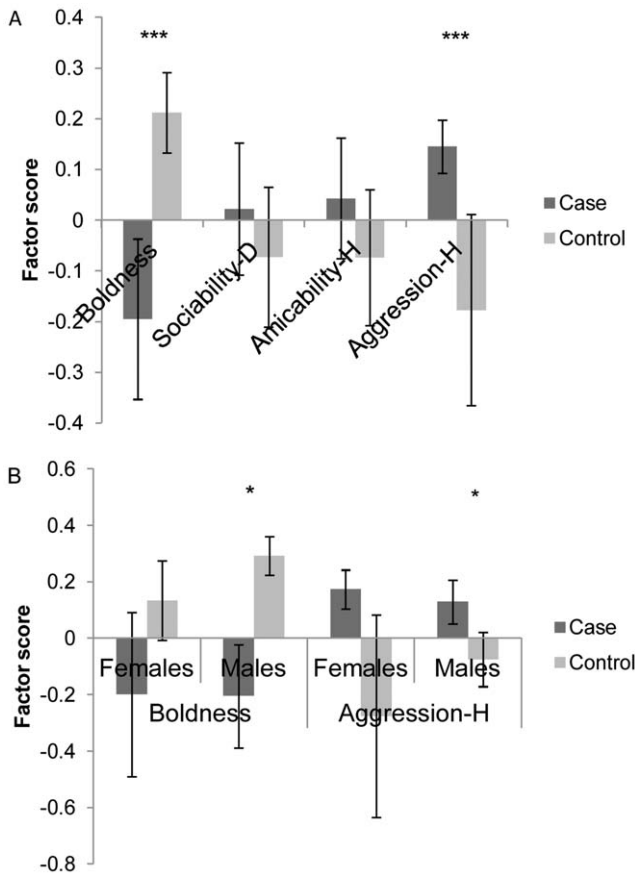 A
0.4
0.3
0.2
0.1
0
-0.1
-0.2
-0.3
-0.4
Factor score
***
***
Boldness
Sociability-D
Amicability-H
Aggression-H
Case
Control
B
0.6
0.4
0.2
0
-0.2
-0.4
-0.6
-0.8
Factor score
*
*
Females Males Females Males
Boldness Aggression-H
Case
Control